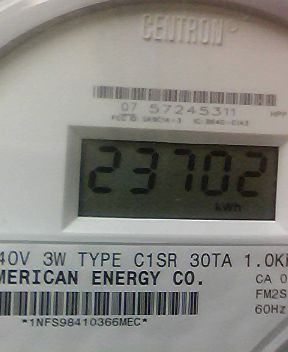 CENTRON®
07 57245311
23702
kWh
40V 3W TYPE C1SR 30TA 1.0K
MERICAN ENERGY CO.
CA 0
FM2S
60Hz
*1NFS98410366MEC*